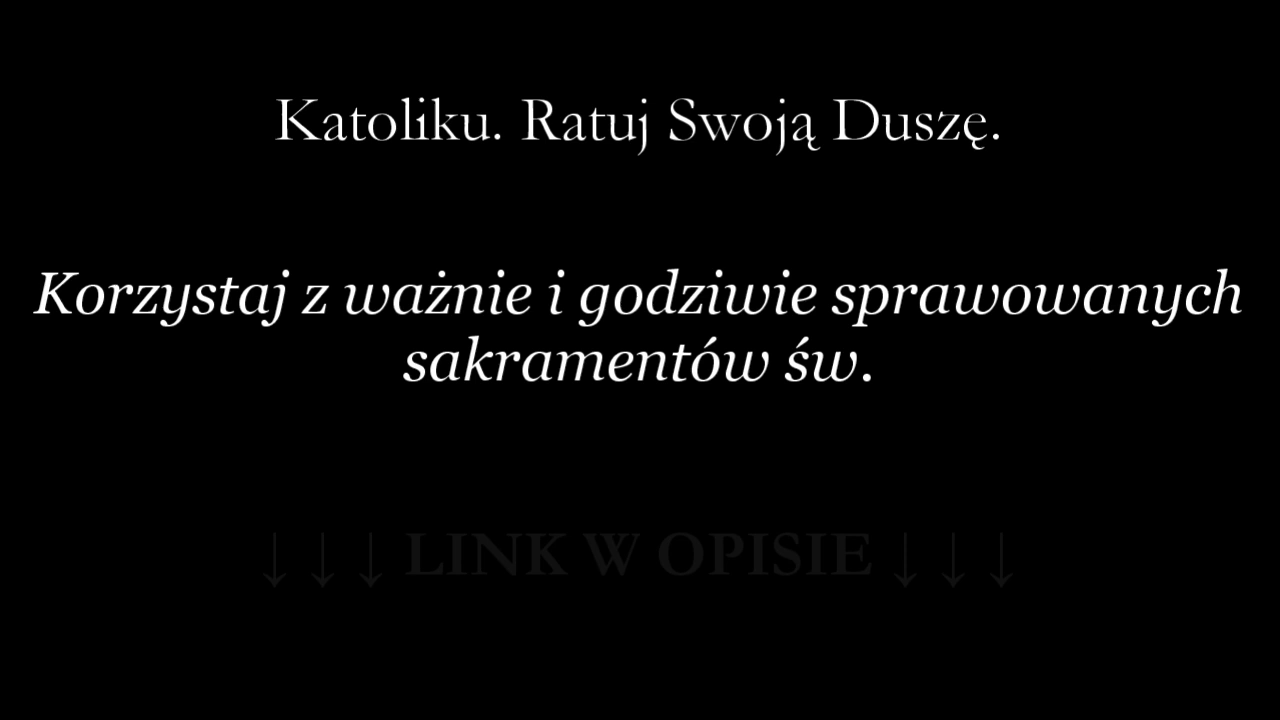 Katoliku. Ratuj Swoją Duszę.
Korzystaj z ważnie i godziwie sprawowanych
sakramentów św.
↓ ↓ ↓ LINK W OPISIE ↓ ↓ ↓